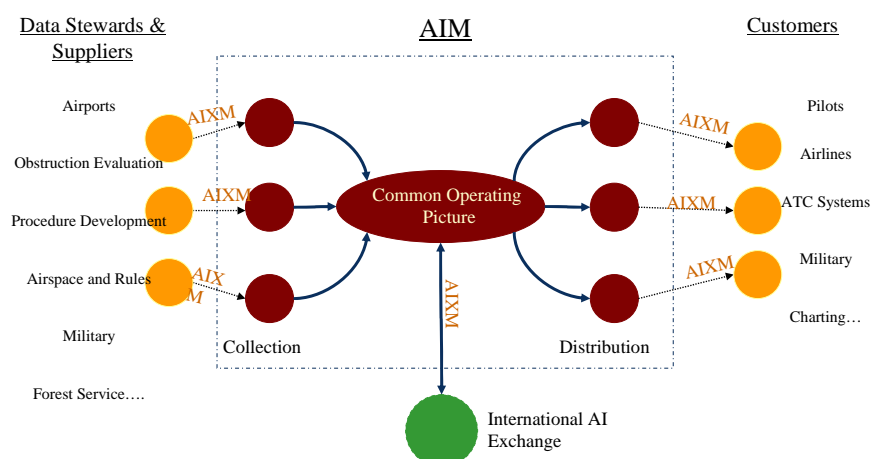 Data Stewards &
Suppliers
AIM
Customers
Airports
Obstruction Evaluation
Procedure Development
Airspace and Rules
Military
Forest Service….
AIXM
AIXM
AIX
M
Collection
Common Operating
Picture
AIXM
Distribution
AIXM
AIXM
AIXM
Pilots
Airlines
ATC Systems
Military
Charting…
International AI
Exchange